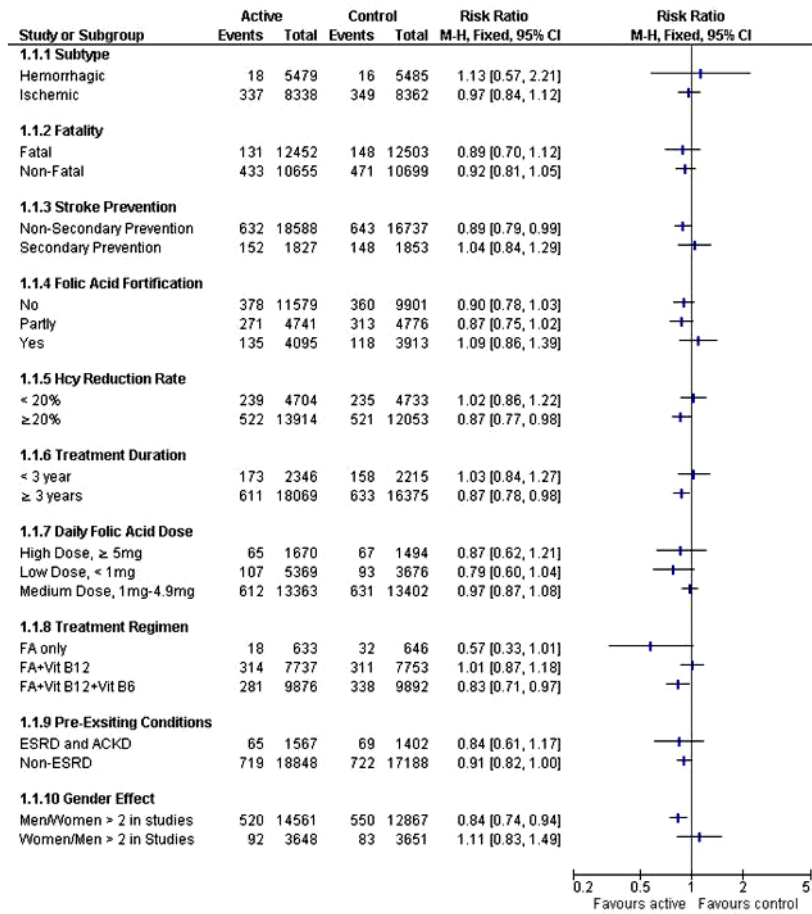 Active Control Risk Ratio Risk Ratio
Study or Subgroup Events Total Events Total M-H, Fixed, 95% CI M-H, Fixed, 95% CI
1.1.1 Subtype
Hemorrhagic 18 5479 16 5485 1.13 [0.57, 2.21]
Ischemic 337 8338 349 8362 0.97 [0.84, 1.12]
1.1.2 Fatality
Fatal 131 12452 148 12503 0.89 [0.70, 1.12]
Non-Fatal 433 10655 471 10699 0.92 [0.81, 1.05]
1.1.3 Stroke Prevention
Non-Secondary Prevention 632 18588 643 16737 0.89 [0.79, 0.99]
Secondary Prevention 152 1827 148 1853 1.04 [0.84, 1.29]
1.1.4 Folic Acid Fortification
No 378 11579 360 9901 0.90 [0.78, 1.03]
Partly 271 4741 313 4776 0.87 [0.75, 1.02]
Yes 135 4095 118 3913 1.09 [0.86, 1.39]
1.1.5 Hcy Reduction Rate
< 20% 239 4704 235 4733 1.02 [0.86, 1.22]
≥20% 522 13914 521 12053 0.87 [0.77, 0.98]
1.1.6 Treatment Duration
< 3 year 173 2346 158 2215 1.03 [0.84, 1.27]
≥ 3 years 611 18069 633 16375 0.87 [0.78, 0.98]
1.1.7 Daily Folic Acid Dose
High Dose, ≥ 5mg 65 1670 67 1494 0.87 [0.62, 1.21]
Low Dose, < 1mg 107 5369 93 3676 0.79 [0.60, 1.04]
Medium Dose, 1mg-4.9mg 612 13363 631 13402 0.97 [0.87, 1.08]
1.1.8 Treatment Regimen
FA only 18 633 32 646 0.57 [0.33, 1.01]
FA+Vit B12 314 7737 311 7753 1.01 [0.87, 1.18]
FA+Vit B12+Vit B6 281 9876 338 9892 0.83 [0.71, 0.97]
1.1.9 Pre-Exsiting Conditions
ESRD and ACKD 65 1567 69 1402 0.84 [0.61, 1.17]
Non-ESRD 719 18848 722 17188 0.91 [0.82, 1.00]
1.1.10 Gender Effect
Men/Women > 2 in studies 520 14561 550 12867 0.84 [0.74, 0.94]
Women/Men > 2 in Studies 92 3648 83 3651 1.11 [0.83, 1.49]
0.2 0.5 1 2 5
Favours active Favours control